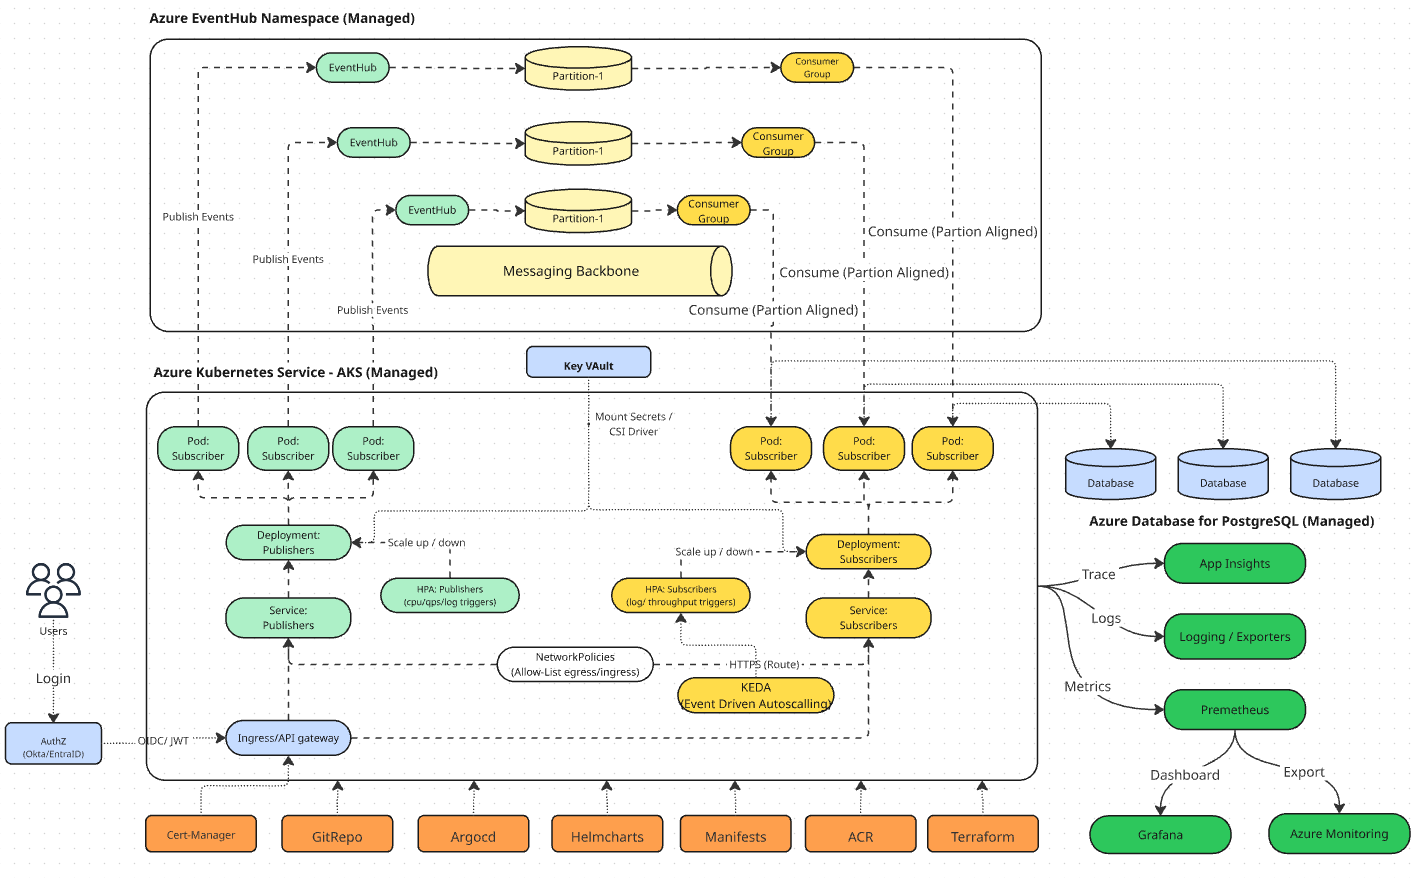 Azure EventHub Namespace (Managed)
EventHub
Partition-1
Consumer
Group
EventHub
Partition-1
Consumer
Group
EventHub
Partition-1
Consumer
Group
Publish Events
Publish Events
Publish Events
Messaging Backbone
Consume (Partion Aligned)
Consume (Partion Aligned)
Consume (Partion Aligned)
Key VAult
Azure Kubernetes Service - AKS (Managed)
Mount Secrets /
CSI Driver
Pod:
Subscriber
Pod:
Subscriber
Pod:
Subscriber
Pod:
Subscriber
Pod:
Subscriber
Pod:
Subscriber
Database
Database
Database
Azure Database for PostgreSQL (Managed)
Deployment:
Publishers
Scale up / down
Scale up / down
Deployment:
Subscribers
HPA: Publishers
(cpu/qps/log triggers)
HPA: Subscribers
(log/ throughput triggers)
Service:
Publishers
Service:
Subscribers
NetworkPolicies
(Allow-List egress/ingress)
HTTPS (Route)
KEDA
(Event Driven Autoscalling)
Users
Login
AuthZ
(Okta/EntraID)
OIDC/ JWT
Ingress/API gateway
Trace
App Insights
Logs
Logging / Exporters
Metrics
Premetheus
Dashboard
Export
Grafana
Azure Monitoring
Cert-Manager
GitRepo
Argocd
Helmcharts
Manifests
ACR
Terraform